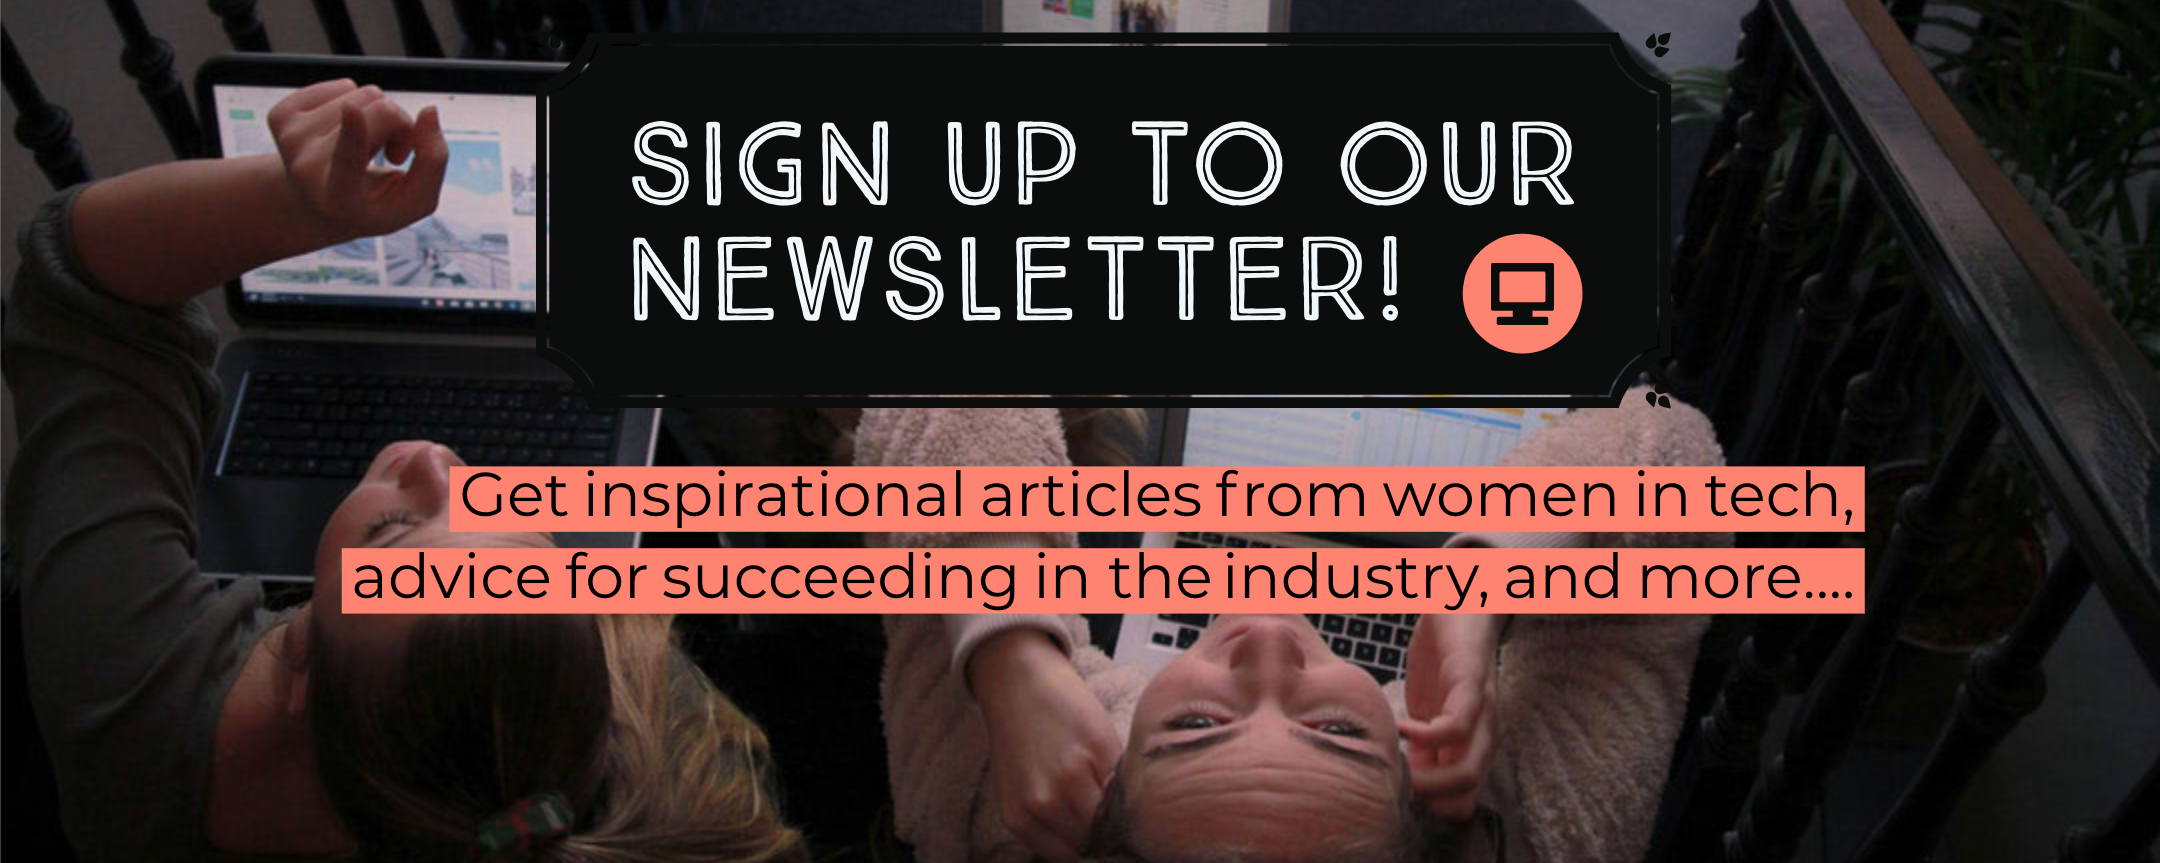 SIGN UP TO OUR
NEWSLETTER!
Get inspirational articles from women in tech,
advice for succeeding in the industry, and more....